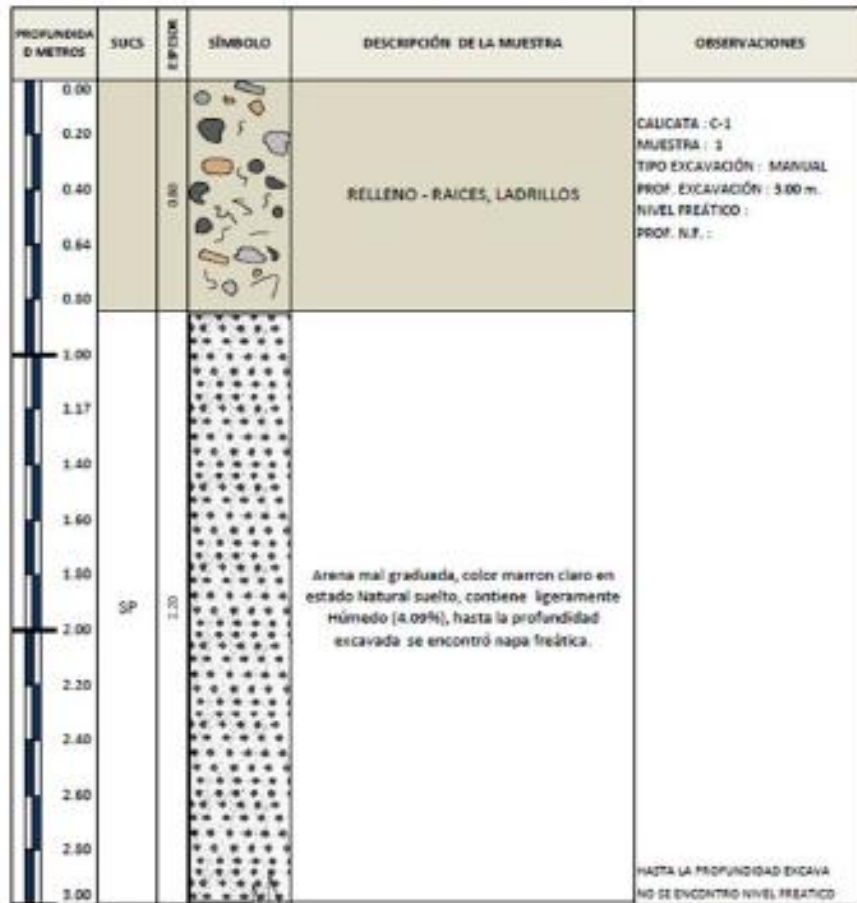 PROFUNDIDA
D METROS
SUCS
ESPESOR
SÍMBOLO
DESCRIPCIÓN DE LA MUESTRA
OBSERVACIONES
0.00
0.20
0.40
0.64
0.80
1.00
1.17
1.40
1.60
1.80
2.00
2.20
2.40
2.60
2.80
3.00
0.80
RELLENO - RAICES, LADRILLOS
CALICATA : C-1
MUESTRA : 1
TIPO EXCAVACIÓN : MANUAL
PROF. EXCAVACIÓN : 3.00 m.
NIVEL FREÁTICO :
PROF. N.F. :
SP
2.20
Arena mal graduada, color marron claro en
estado Natural suelto, contiene ligeramente
Húmedo (4.09%), hasta la profundidad
excavada se encontró napa freática.
HASTA LA PROFUNDIDAD EXCAVA
NO SE ENCONTRO NIVEL FREATICO